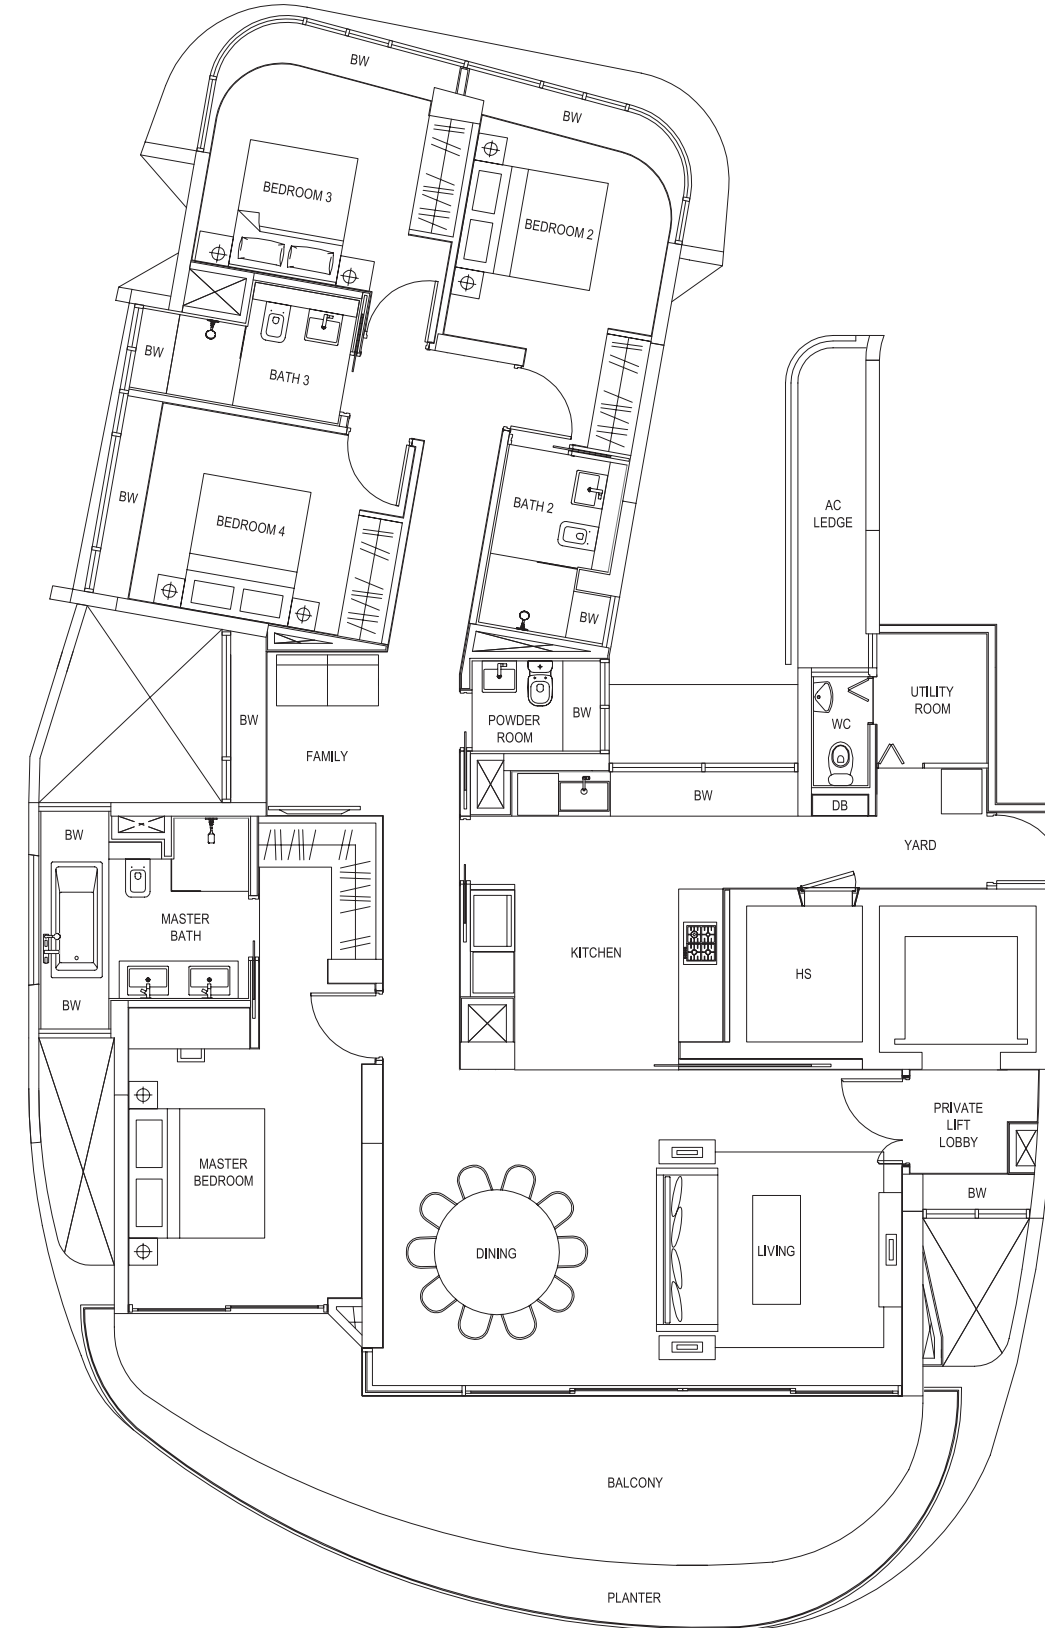 BW
BW
BEDROOM 3
BEDROOM 2
BW
BATH 3
BW
BEDROOM 4
BATH 2
AC
LEDGE
BW
UTILITY
ROOM
BW
POWDER
ROOM
BW
WC
FAMILY
BW
DB
BW
YARD
MASTER
BATH
KITCHEN
HS
BW
PRIVATE
LIFT
LOBBY
MASTER
BEDROOM
BW
DINING
LIVING
BALCONY
PLANTER